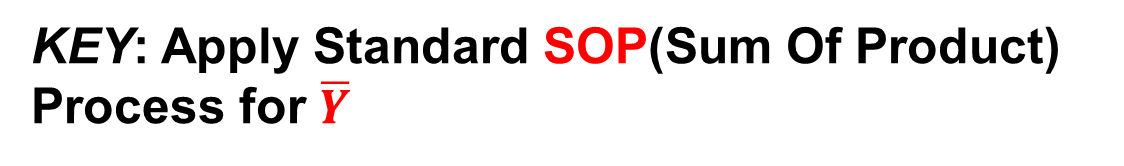 KEY: Apply Standard SOP(Sum Of Product)
Process for Y̅